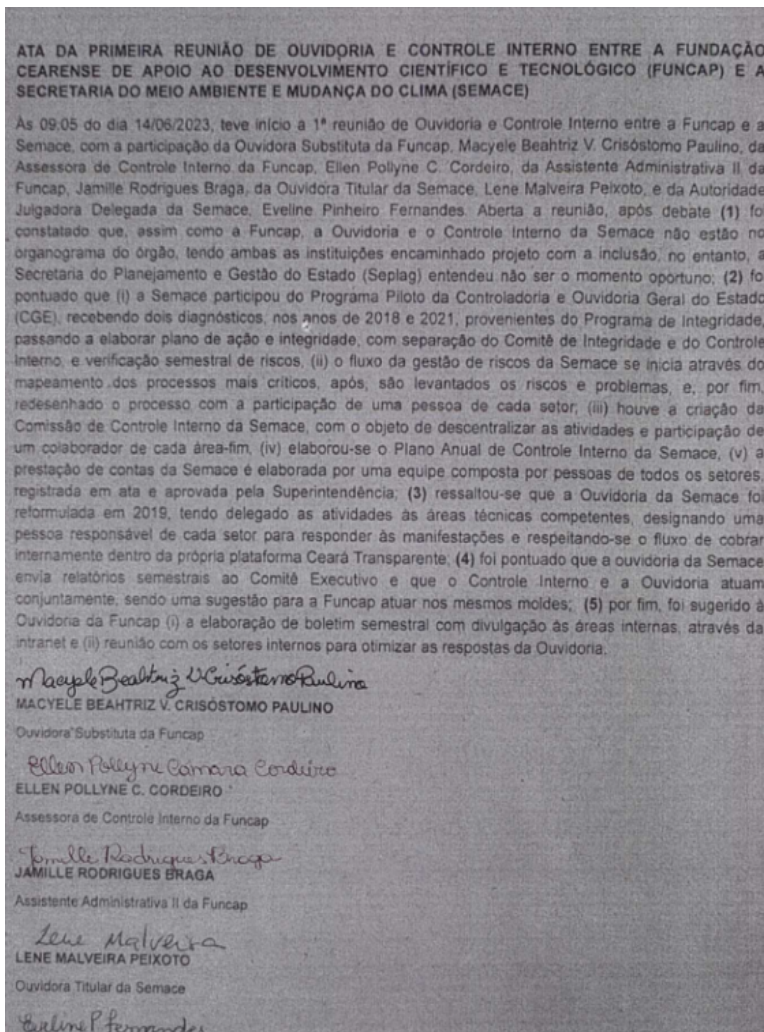 ATA DA PRIMEIRA REUNIÃO DE OUVIDORIA E CONTROLE INTERNO ENTRE A FUNDAÇÃO
CEARENSE DE APOIO AO DESENVOLVIMENTO CIENTÍFICO E TECNOLÓGICO (FUNCAP) E A
SECRETARIA DO MEIO AMBIENTE E MUDANÇA DO CLIMA (SEMACE)
Às 09:05 do dia 14/06/2023, teve início a 1ª reunião de Ouvidoria e Controle Interno entre a Funcap e a
Semace, com a participação da Ouvidora Substituta da Funcap, Macyele Beahtriz V. Crisóstomo Paulino, da
Assessora de Controle Interno da Funcap, Ellen Pollyne C. Cordeiro, da Assistente Administrativa II da
Funcap, Jamille Rodrigues Braga, da Ouvidora Titular da Semace, Lene Malveira Peixoto, e da Autoridade
Julgadora Delegada da Semace, Eveline Pinheiro Fernandes. Aberta a reunião, após debate (1) foi
constatado que, assim como a Funcap, a Ouvidoria e o Controle Interno da Semace não estão no
organograma do órgão, tendo ambas as instituições encaminhado projeto com a inclusão, no entanto, a
Secretaria do Planejamento e Gestão do Estado (Seplag) entendeu não ser o momento oportuno; (2) foi
pontuado que (i) a Semace participou do Programa Piloto da Controladoria e Ouvidoria Geral do Estado
(CGE), recebendo dois diagnósticos, nos anos de 2018 e 2021, provenientes do Programa de Integridade,
passando a elaborar plano de ação e integridade, com separação do Comitê de Integridade e do Controle
Interno, e verificação semestral de riscos, (ii) o fluxo da gestão de riscos da Semace se inicia através do
mapeamento dos processos mais críticos, após, são levantados os riscos e problemas, e, por fim,
redesenhado o processo com a participação de uma pessoa de cada setor, (iii) houve a criação da
Comissão de Controle Interno da Semace, com o objeto de descentralizar as atividades e participação de
um colaborador de cada área-fim, (iv) elaborou-se o Plano Anual de Controle Interno da Semace, (v) a
prestação de contas da Semace é elaborada por uma equipe composta por pessoas de todos os setores,
registrada em ata e aprovada pela Superintendência; (3) ressaltou-se que a Ouvidoria da Semace foi
reformulada em 2019, tendo delegado as atividades às áreas técnicas competentes, designando uma
pessoa responsável de cada setor para responder às manifestações e respeitando-se o fluxo de cobrar
internamente dentro da própria plataforma Ceará Transparente; (4) foi pontuado que a ouvidoria da Semace
envia relatórios semestrais ao Comitê Executivo e que o Controle Interno e a Ouvidoria atuam
conjuntamente, sendo uma sugestão para a Funcap atuar nos mesmos moldes; (5) por fim, foi sugerido à
Ouvidoria da Funcap (i) a elaboração de boletim semestral com divulgação às áreas internas, através da
intranet e (ii) reunião com os setores internos para otimizar as respostas da Ouvidoria.
Macyele Beahtriz V Crisóstomo Paulino
MACYELE BEAHTRIZ V. CRISÓSTOMO PAULINO
Ouvidora Substituta da Funcap
Ellen Pollyne Câmara Cordeiro
ELLEN POLLYNE C. CORDEIRO
Assessora de Controle Interno da Funcap
Jamille Rodrigues Braga
JAMILLE RODRIGUES BRAGA
Assistente Administrativa II da Funcap
Lene Malveira
LENE MALVEIRA PEIXOTO
Ouvidora Titular da Semace
Eveline P Fernandes